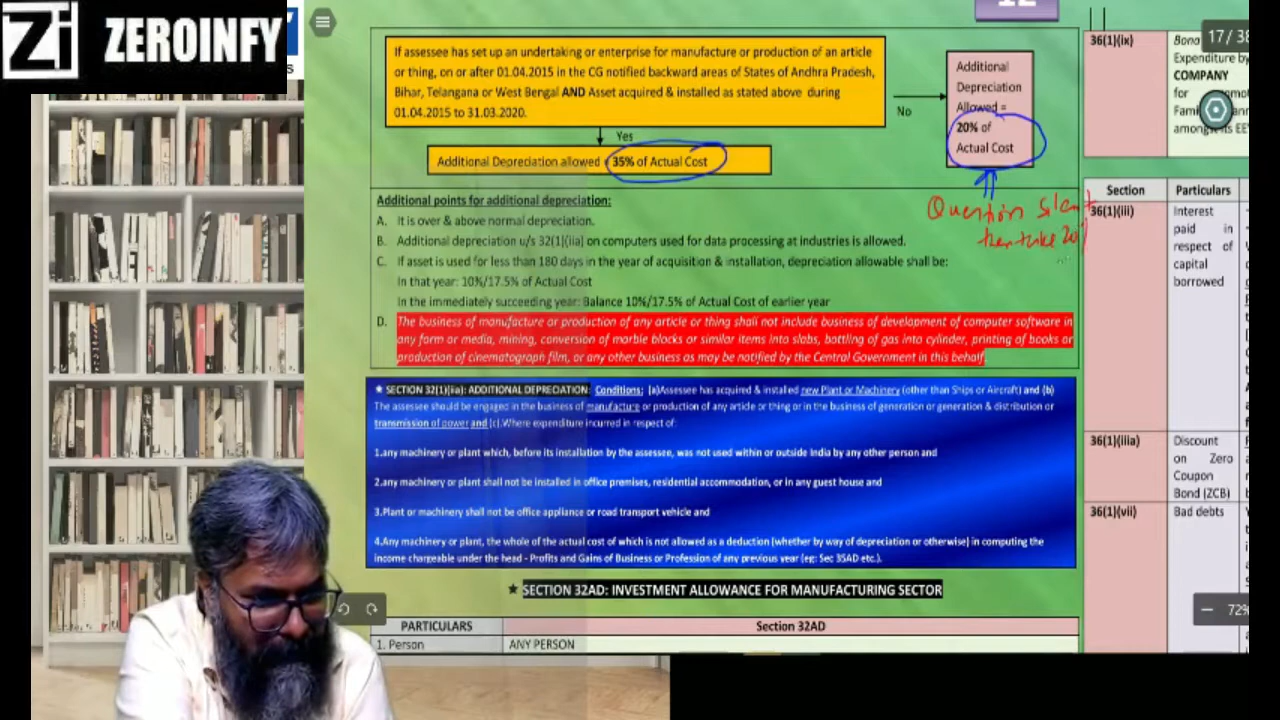 Zi ZEROINFY
s
12
If assessee has set up an undertaking or enterprise for manufacture or production of an article
or thing, on or after 01.04.2015 in the CG notified backward areas of States of Andhra Pradesh,
Bihar, Telangana or West Bengal AND Asset acquired & installed as stated above during
01.04.2015 to 31.03.2020.
Yes
No
Additional Depreciation allowed = 35% of Actual Cost
Additional
Depreciation
Allowed =
20% of
Actual Cost
Question silent
then take 20%
Additional points for additional depreciation:
A. It is over & above normal depreciation.
B. Additional depreciation u/s 32(1)(iia) on computers used for data processing at industries is allowed.
C. If asset is used for less than 180 days in the year of acquisition & installation, depreciation allowable shall be:
In that year: 10%/17.5% of Actual Cost
In the immediately succeeding year: Balance 10%/17.5% of Actual Cost of earlier year
D. The business of manufacture or production of any article or thing shall not include business of development of computer software in
any form or media, mining, conversion of marble blocks or similar items into slabs, bottling of gas into cylinder, printing of books or
production of cinematograph film, or any other business as may be notified by the Central Government in this behalf.
★ SECTION 32(1)(iia): ADDITIONAL DEPRECIATION: Conditions: (a)Assessee has acquired & installed new Plant or Machinery (other than Ships or Aircraft) and (b)
The assessee should be engaged in the business of manufacture or production of any article or thing or in the business of generation or generation & distribution or
transmission of power and (c).Where expenditure incurred in respect of:
1.any machinery or plant which, before its installation by the assessee, was not used within or outside India by any other person and
2.any machinery or plant shall not be installed in office premises, residential accommodation, or in any guest house and
3.Plant or machinery shall not be office appliance or road transport vehicle and
4.Any machinery or plant, the whole of the actual cost of which is not allowed as a deduction (whether by way of depreciation or otherwise) in computing the
income chargeable under the head - Profits and Gains of Business or Profession of any previous year (eg: Sec 35AD etc.).
★ SECTION 32AD: INVESTMENT ALLOWANCE FOR MANUFACTURING SECTOR
PARTICULARS Section 32AD
1. Person ANY PERSON
17 / 38
36(1)(ix) Bona
Expenditure by
COMPANY
for
Fami
Section Particulars
36(1)(iii) Interest
paid in
respect of
capital
borrowed
36(1)(iiia) Discount
on Zero
Coupon
Bond (ZCB)
36(1)(vii) Bad debts
72%